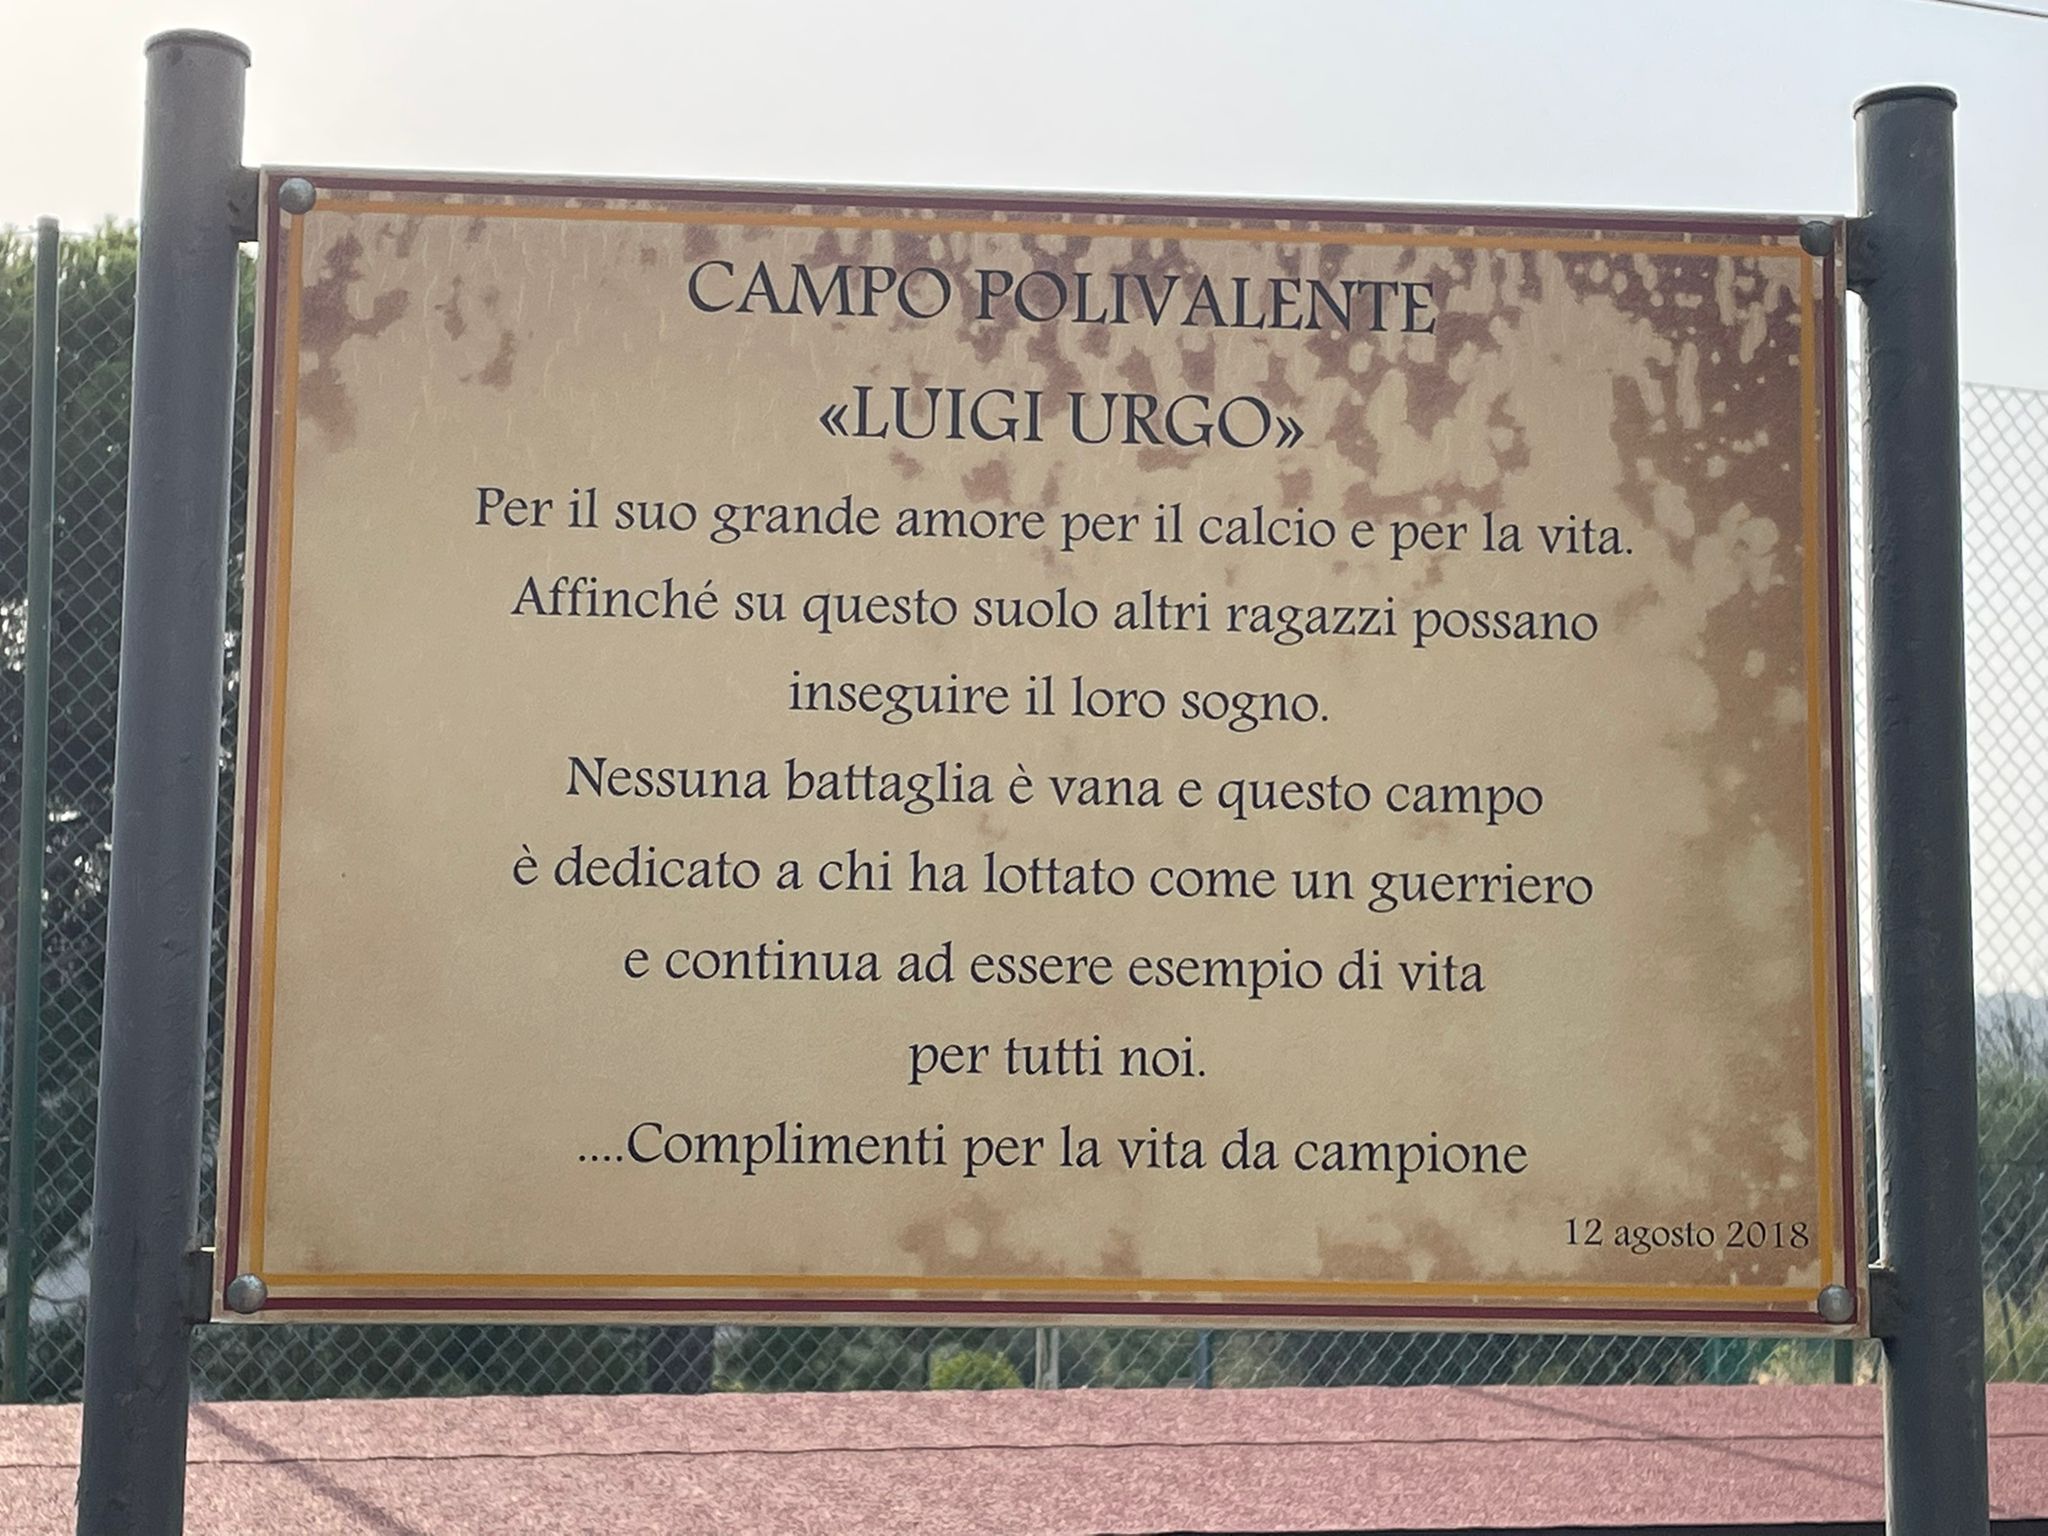 CAMPO POLIVALENTE
«LUIGI URGO»
Per il suo grande amore per il calcio e per la vita.
Affinché su questo suolo altri ragazzi possano
inseguire il loro sogno.
Nessuna battaglia è vana e questo campo
è dedicato a chi ha lottato come un guerriero
e continua ad essere esempio di vita
per tutti noi.
....Complimenti per la vita da campione
12 agosto 2018